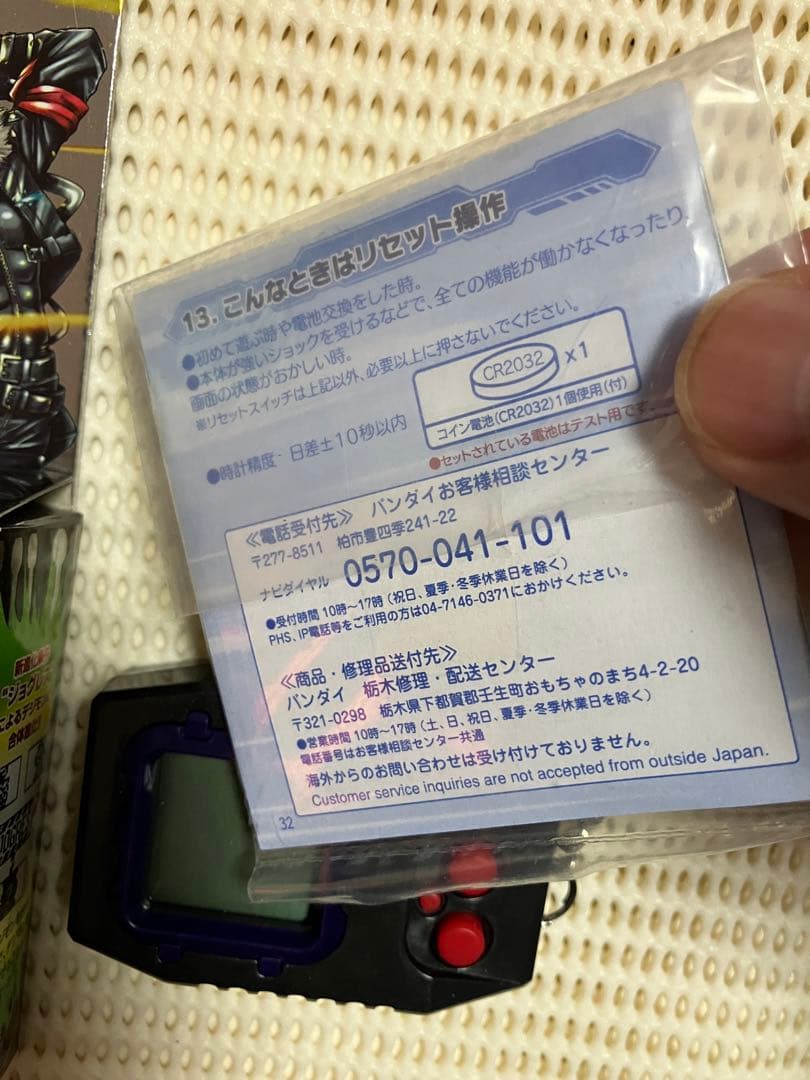 13. こんなときはリセット操作
●初めて遊ぶ時や電池交換をした時。
●本体が強いショックを受けるなどで、全ての機能が働かなくなったり、
画面の状態がおかしい時。
※リセットスイッチは上記以外、必要以上に押さないでください。
●時計精度…日差±10秒以内
CR2032 x1
コイン電池(CR2032)1個使用(付)
●セットされている電池はテスト用です。
≪電話受付先≫ バンダイお客様相談センター
〒277-8511 柏市豊四季241-22
ナビダイヤル 0570-041-101
●受付時間 10時～17時(祝日、夏季・冬季休業日を除く)
PHS、IP電話等をご利用の方は04-7146-0371におかけください。
≪商品・修理品送付先≫
バンダイ 栃木修理・配送センター
〒321-0298 栃木県下都賀郡壬生町おもちゃのまち4-2-20
●営業時間 10時～17時(土、日、祝日、夏季・冬季休業日を除く)
電話番号はお客様相談センター共通
海外からのお問い合わせは受け付けておりません。
Customer service inquiries are not accepted from outside Japan.
32
"ジョグレ
によるデジモン